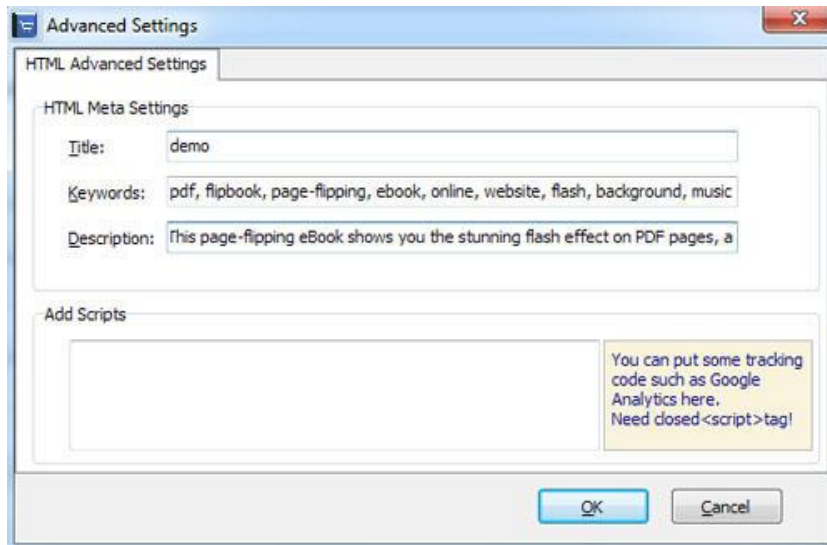 Advanced Settings
HTML Advanced Settings
HTML Meta Settings
Title: demo
Keywords: pdf, flipbook, page-flipping, ebook, online, website, flash, background, music
Description: This page-flipping eBook shows you the stunning flash effect on PDF pages, a
Add Scripts
You can put some tracking
code such as Google
Analytics here.
Need closed<script>tag!
OK Cancel